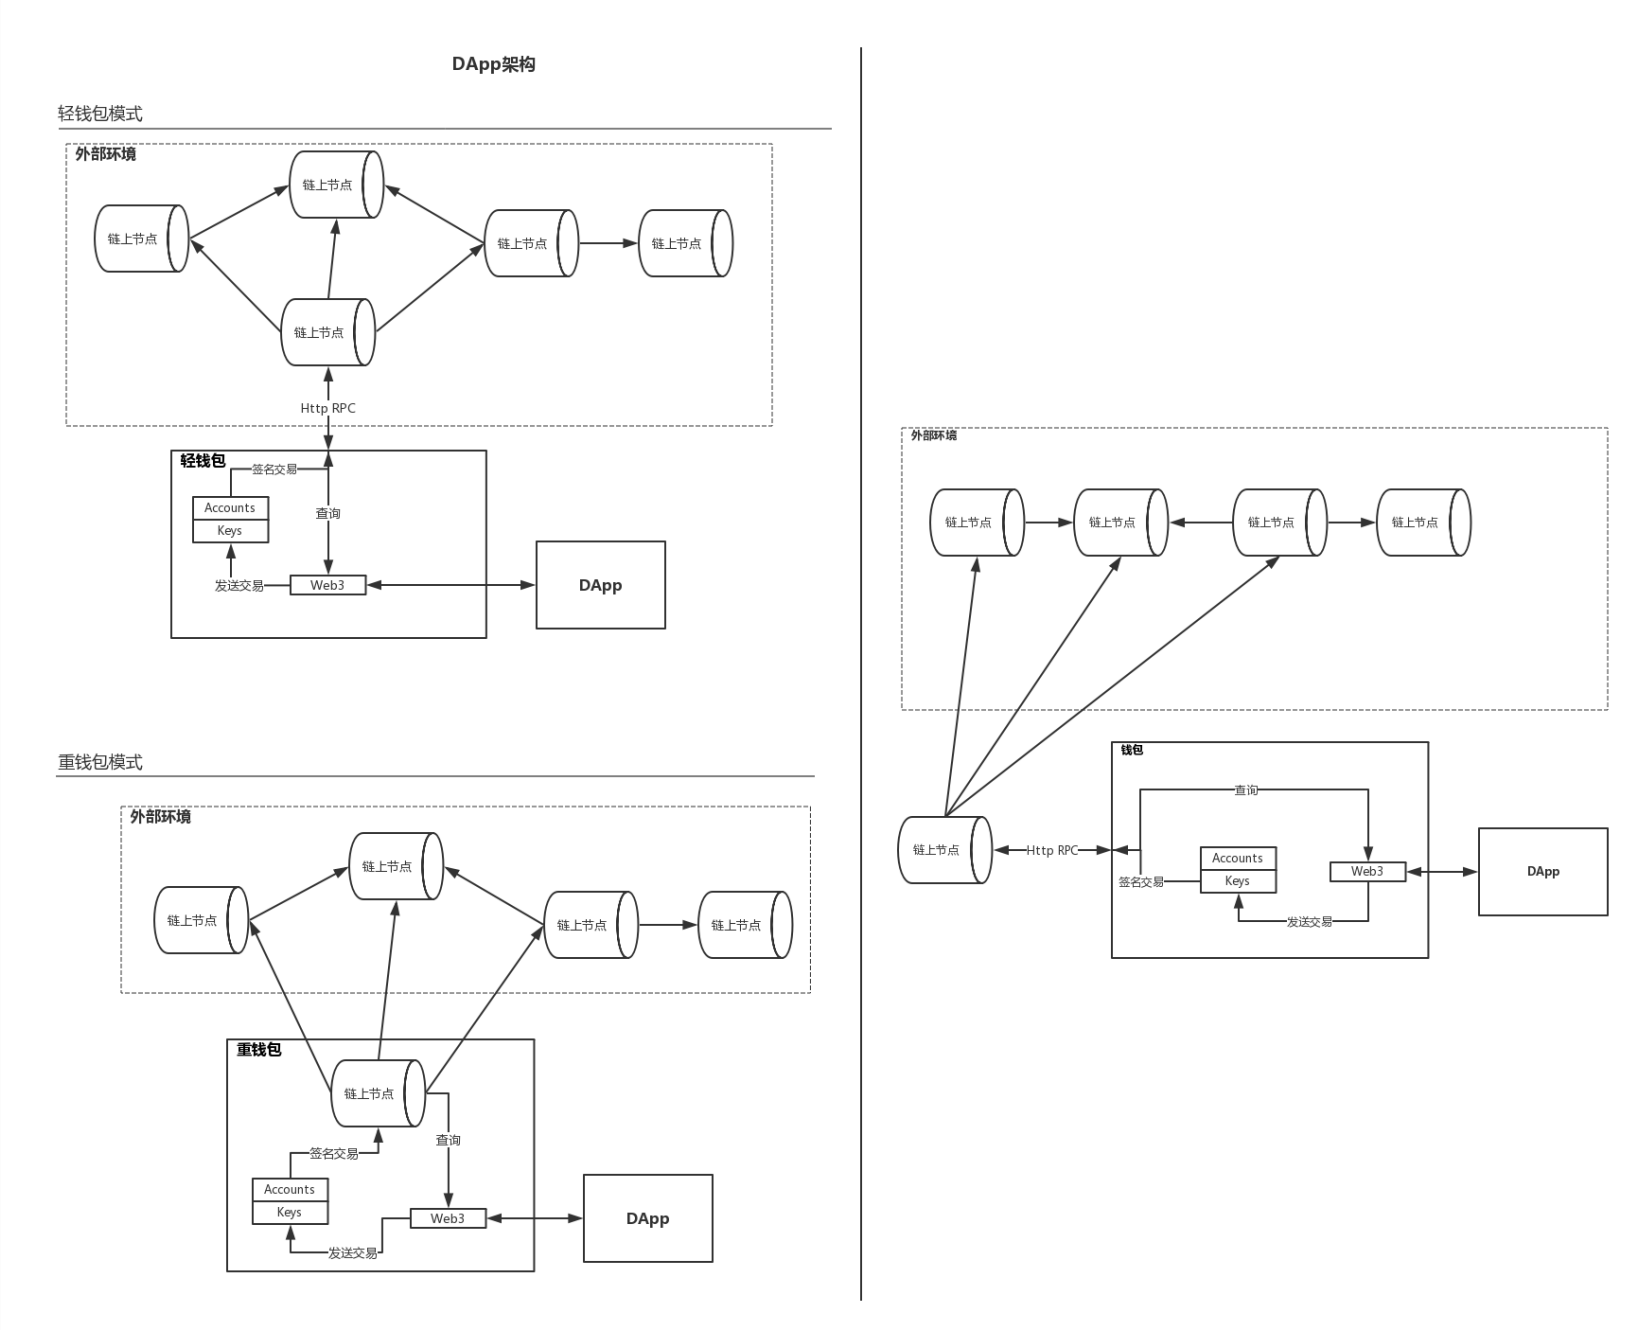 DApp架构
轻钱包模式
外部环境
链上节点
链上节点
链上节点
链上节点
链上节点
Http RPC
轻钱包
签名交易
Accounts
Keys
查询
发送交易
Web3
DApp
重钱包模式
外部环境
链上节点
链上节点
链上节点
链上节点
重钱包
链上节点
查询
签名交易
Accounts
Keys
Web3
发送交易
DApp
外部环境
链上节点
链上节点
链上节点
链上节点
钱包
查询
链上节点
Http RPC
签名交易
Accounts
Keys
Web3
发送交易
DApp